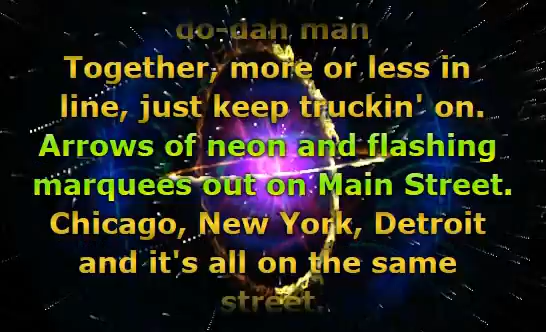 do-dah man
Together, more or less in
line, just keep truckin' on.
Arrows of neon and flashing
marquees out on Main Street.
Chicago, New York, Detroit
and it's all on the same
street.